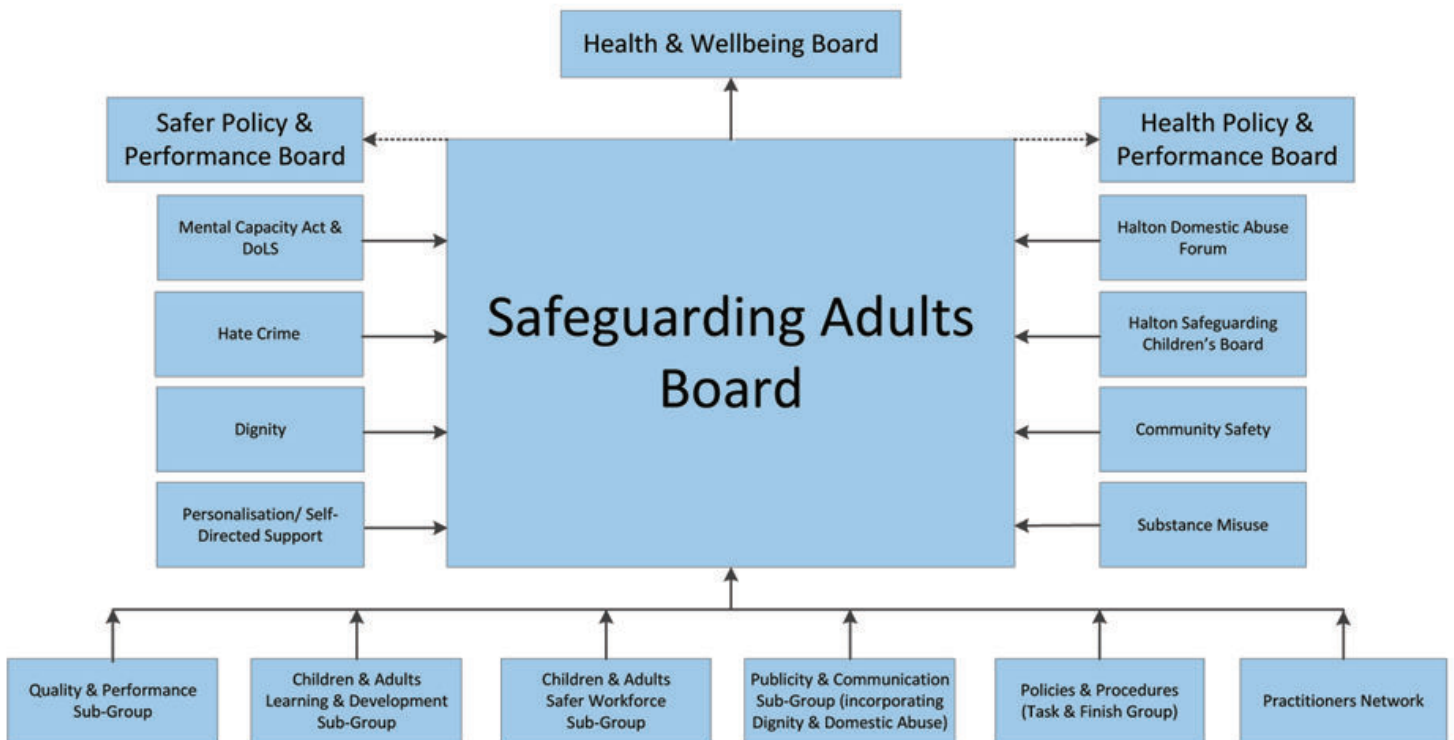 Health & Wellbeing Board
Safer Policy &
Performance Board
Health Policy &
Performance Board
Mental Capacity Act &
DoLS
Hate Crime
Dignity
Personalisation/ Self-
Directed Support
Safeguarding Adults
Board
Halton Domestic Abuse
Forum
Halton Safeguarding
Children’s Board
Community Safety
Substance Misuse
Quality & Performance
Sub-Group
Children & Adults
Learning & Development
Sub-Group
Children & Adults
Safer Workforce
Sub-Group
Publicity & Communication
Sub-Group (incorporating
Dignity & Domestic Abuse)
Policies & Procedures
(Task & Finish Group)
Practitioners Network